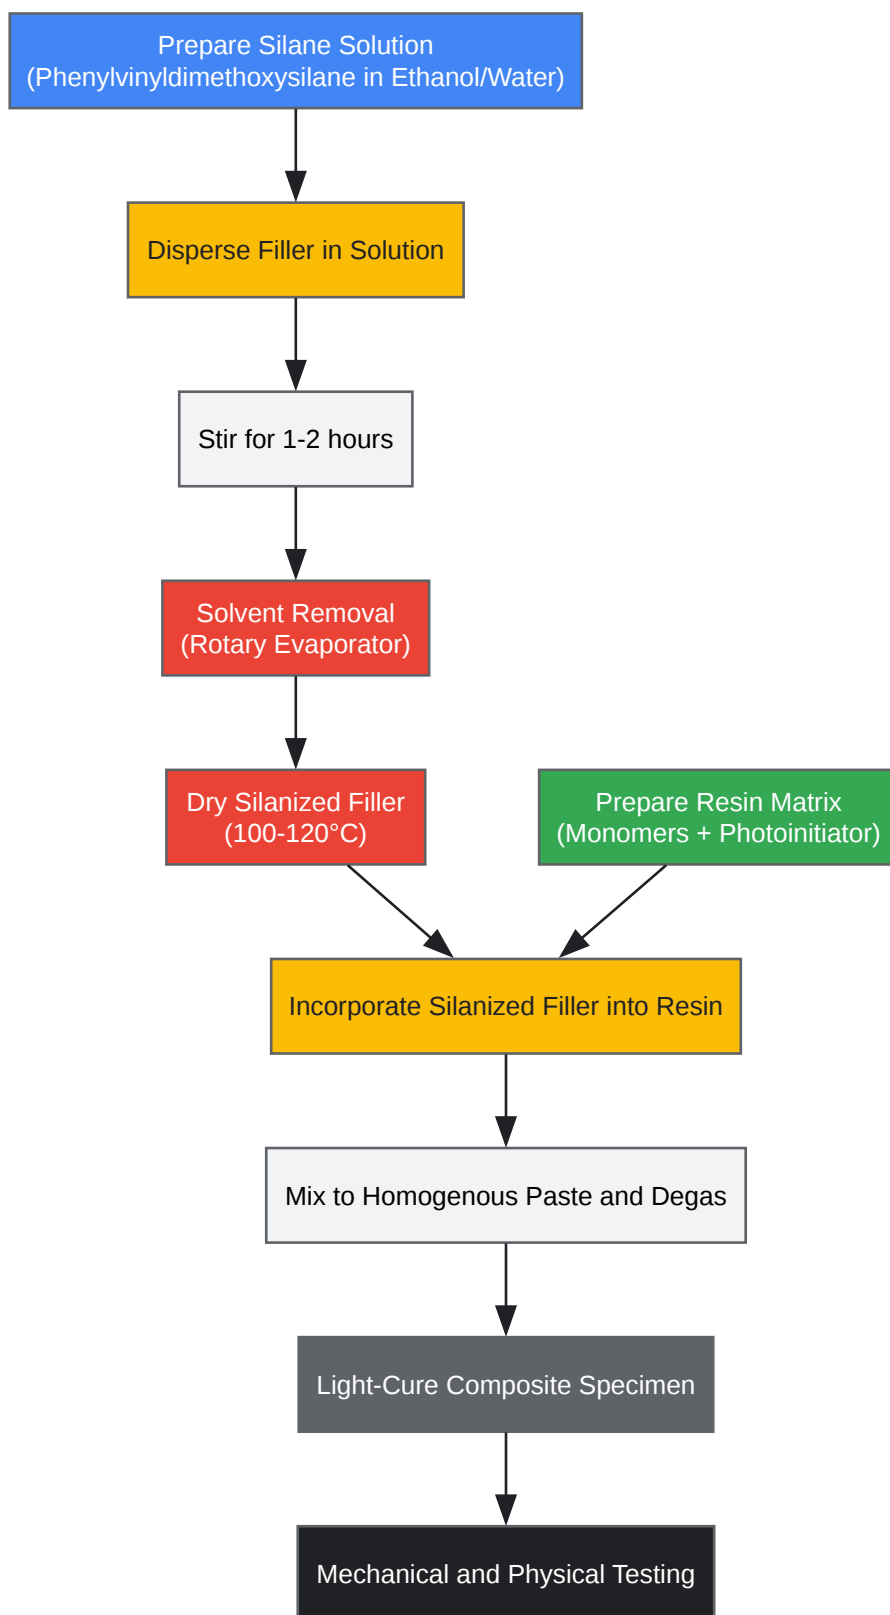 Prepare Silane Solution
(Phenylvinyldimethoxysilane in Ethanol/Water)
Disperse Filler in Solution
Stir for 1-2 hours
Solvent Removal
(Rotary Evaporator)
Dry Silanized Filler
(100-120°C)
Prepare Resin Matrix
(Monomers + Photoinitiator)
Incorporate Silanized Filler into Resin
Mix to Homogenous Paste and Degas
Light-Cure Composite Specimen
Mechanical and Physical Testing